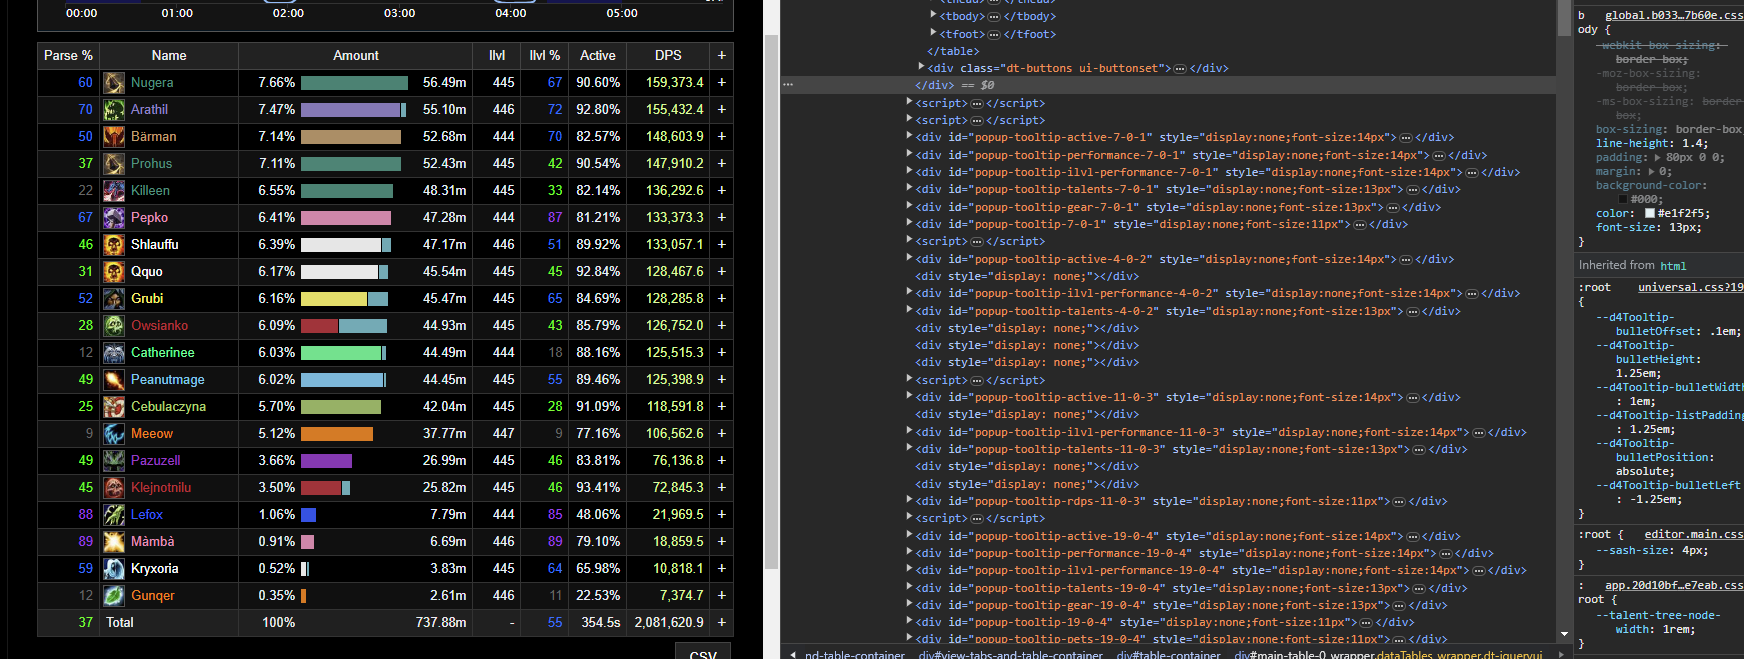 00:00 01:00 02:00 03:00 04:00 05:00
Parse % Name Amount Ilvl Ilvl % Active DPS +
60 Nugera 7.66% 56.49m 445 67 90.60% 159,373.4 +
70 Arathil 7.47% 55.10m 446 72 92.80% 155,432.4 +
50 Bärman 7.14% 52.68m 444 70 82.57% 148,603.9 +
37 Prohus 7.11% 52.43m 445 42 90.54% 147,910.2 +
22 Killeen 6.55% 48.31m 445 33 82.14% 136,292.6 +
67 Pepko 6.41% 47.28m 444 87 81.21% 133,373.3 +
46 Shlauffu 6.39% 47.17m 446 51 89.92% 133,057.1 +
31 Qquo 6.17% 45.54m 445 45 92.84% 128,467.6 +
52 Grubi 6.16% 45.47m 445 65 84.69% 128,285.8 +
28 Owsianko 6.09% 44.93m 445 43 85.79% 126,752.0 +
12 Catherinee 6.03% 44.49m 444 18 88.16% 125,515.3 +
49 Peanutmage 6.02% 44.45m 445 55 89.46% 125,398.9 +
25 Cebulaczyna 5.70% 42.04m 445 28 91.09% 118,591.8 +
9 Meeow 5.12% 37.77m 447 9 77.16% 106,562.6 +
49 Pazuzell 3.66% 26.99m 445 46 83.81% 76,136.8 +
45 Klejnotnilu 3.50% 25.82m 445 46 93.41% 72,845.3 +
88 Lefox 1.06% 7.79m 444 85 48.06% 21,969.5 +
89 Màmbà 0.91% 6.69m 446 89 79.10% 18,859.5 +
59 Kryxoria 0.52% 3.83m 445 64 65.98% 10,818.1 +
12 Gunqer 0.35% 2.61m 446 11 22.53% 7,374.7 +
37 Total 100% 737.88m - 55 354.5s 2,081,620.9 +
CSV
<thead> </thead>
<tbody> </tbody>
<tfoot> </tfoot>
</table>
<div class="dt-buttons ui-buttonset"> </div>
</div> == $0
<script> </script>
<script> </script>
<div id="popup-tooltip-active-7-0-1" style="display:none;font-size:14px"> </div>
<div id="popup-tooltip-performance-7-0-1" style="display:none;font-size:14px"> </div>
<div id="popup-tooltip-ilvl-performance-7-0-1" style="display:none;font-size:14px"> </div>
<div id="popup-tooltip-talents-7-0-1" style="display:none;font-size:13px"> </div>
<div id="popup-tooltip-gear-7-0-1" style="display:none;font-size:13px"> </div>
<div id="popup-tooltip-7-0-1" style="display:none;font-size:11px"> </div>
<script> </script>
<div id="popup-tooltip-active-4-0-2" style="display:none;font-size:14px"> </div>
<div style="display: none;"></div>
<div id="popup-tooltip-ilvl-performance-4-0-2" style="display:none;font-size:14px"> </div>
<div id="popup-tooltip-talents-4-0-2" style="display:none;font-size:13px"> </div>
<div style="display: none;"></div>
<div style="display: none;"></div>
<div style="display: none;"></div>
<script> </script>
<div id="popup-tooltip-active-11-0-3" style="display:none;font-size:14px"> </div>
<div style="display: none;"></div>
<div id="popup-tooltip-ilvl-performance-11-0-3" style="display:none;font-size:14px"> </div>
<div id="popup-tooltip-talents-11-0-3" style="display:none;font-size:13px"> </div>
<div style="display: none;"></div>
<div style="display: none;"></div>
<div id="popup-tooltip-rdps-11-0-3" style="display:none;font-size:11px"> </div>
<script> </script>
<div id="popup-tooltip-active-19-0-4" style="display:none;font-size:14px"> </div>
<div id="popup-tooltip-performance-19-0-4" style="display:none;font-size:14px"> </div>
<div id="popup-tooltip-ilvl-performance-19-0-4" style="display:none;font-size:14px"> </div>
<div id="popup-tooltip-talents-19-0-4" style="display:none;font-size:13px"> </div>
<div id="popup-tooltip-gear-19-0-4" style="display:none;font-size:13px"> </div>
<div id="popup-tooltip-19-0-4" style="display:none;font-size:11px"> </div>
<div id="popup-tooltip-pets-19-0-4" style="display:none;font-size:11px"> </div>
nd-table-container div#view-tabs-and-table-container div#table-container div#main-table-0_wrapper.dataTables_wrapper.dt-jqueryui
b global.b033…7b60e.css
ody {
-webkit-box-sizing:
border-box;
-moz-box-sizing:
border-box;
-ms-box-sizing: border-
box;
box-sizing: border-box
line-height: 1.4;
padding: 80px 0 0;
margin: 0;
background-color:
#000;
color: #e1f2f5;
font-size: 13px;
}
Inherited from html
:root universal.css?19
{
--d4Tooltip-
bulletOffset: .1em;
--d4Tooltip-
bulletHeight:
1.25em;
--d4Tooltip-bulletWidth
: 1em;
--d4Tooltip-listPadding
: 1.25em;
--d4Tooltip-
bulletPosition:
absolute;
--d4Tooltip-bulletLeft
: -1.25em;
}
:root { editor.main.css
--sash-size: 4px;
}
: app.20d10bf…e7eab.css
root {
--talent-tree-node-
width: 1rem;
}